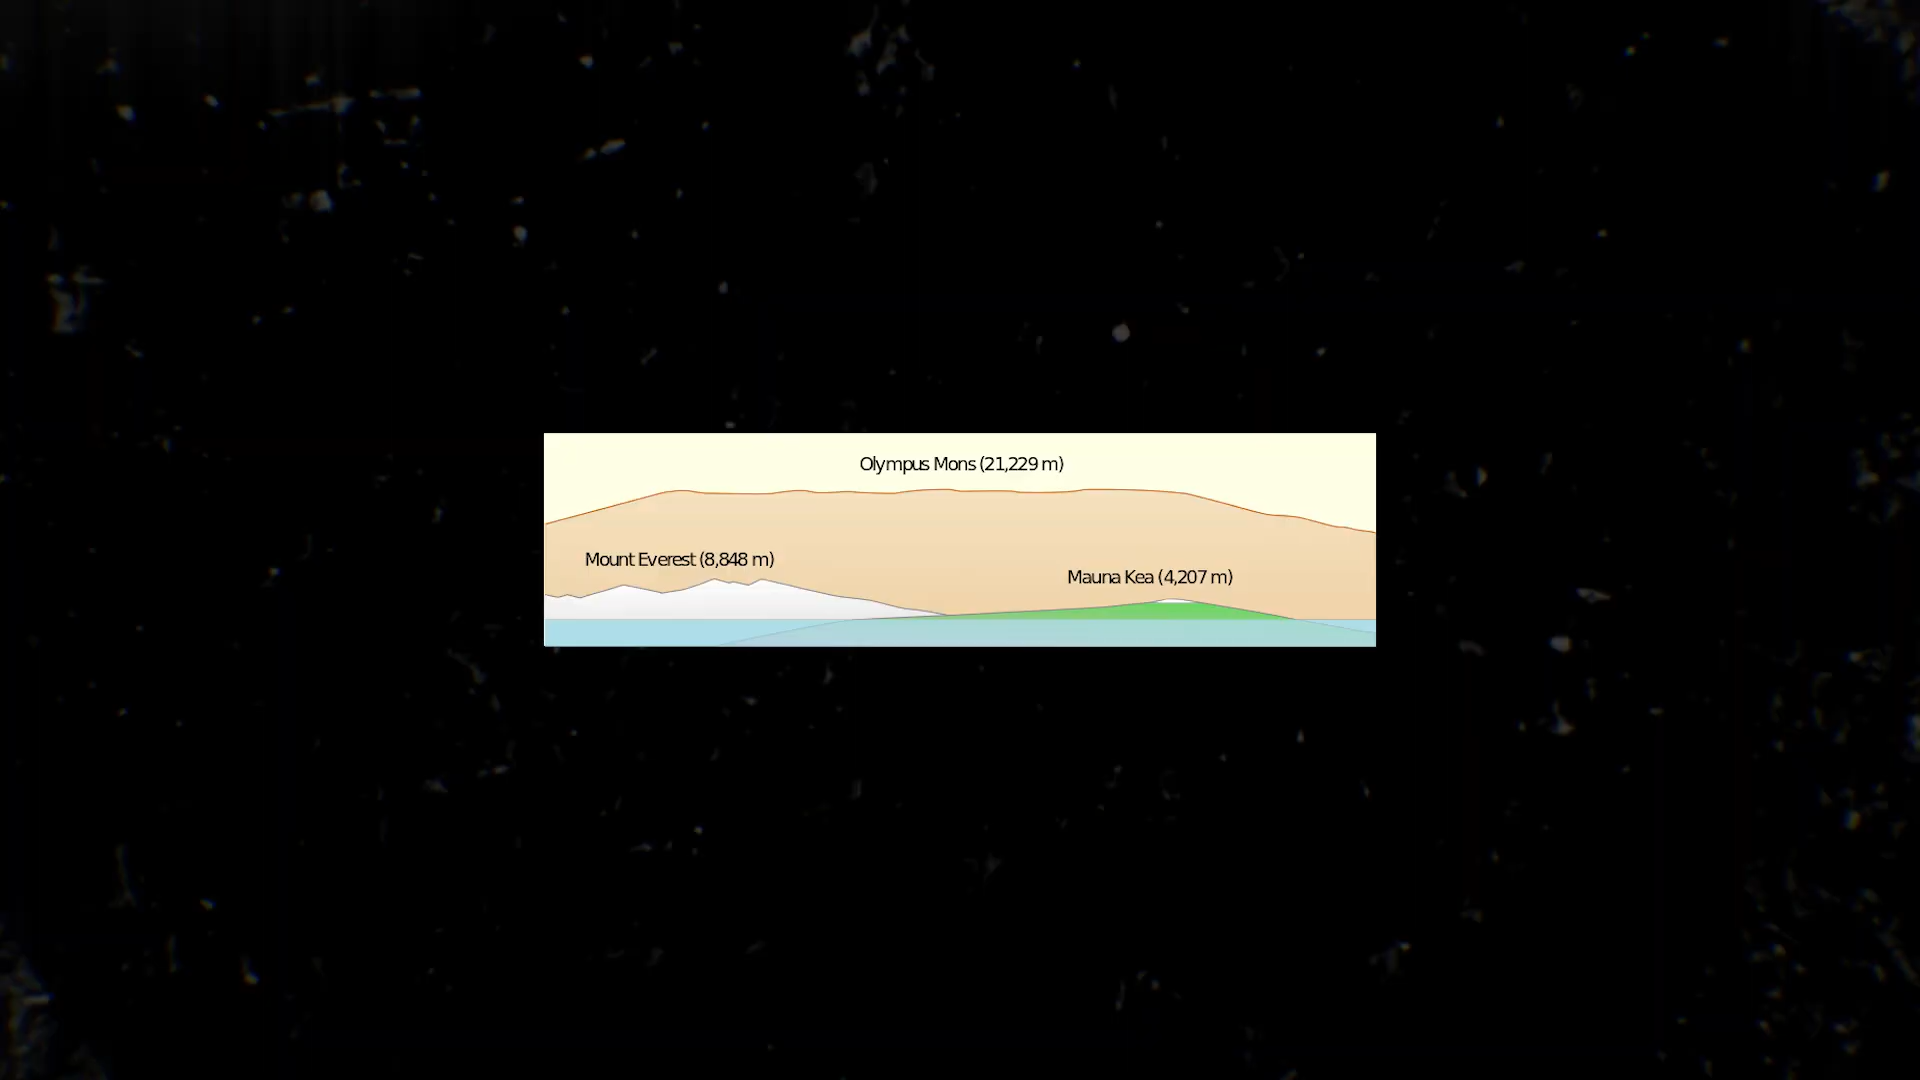 Olympus Mons (21,229 m)
Mount Everest (8,848 m)
Mauna Kea (4,207 m)